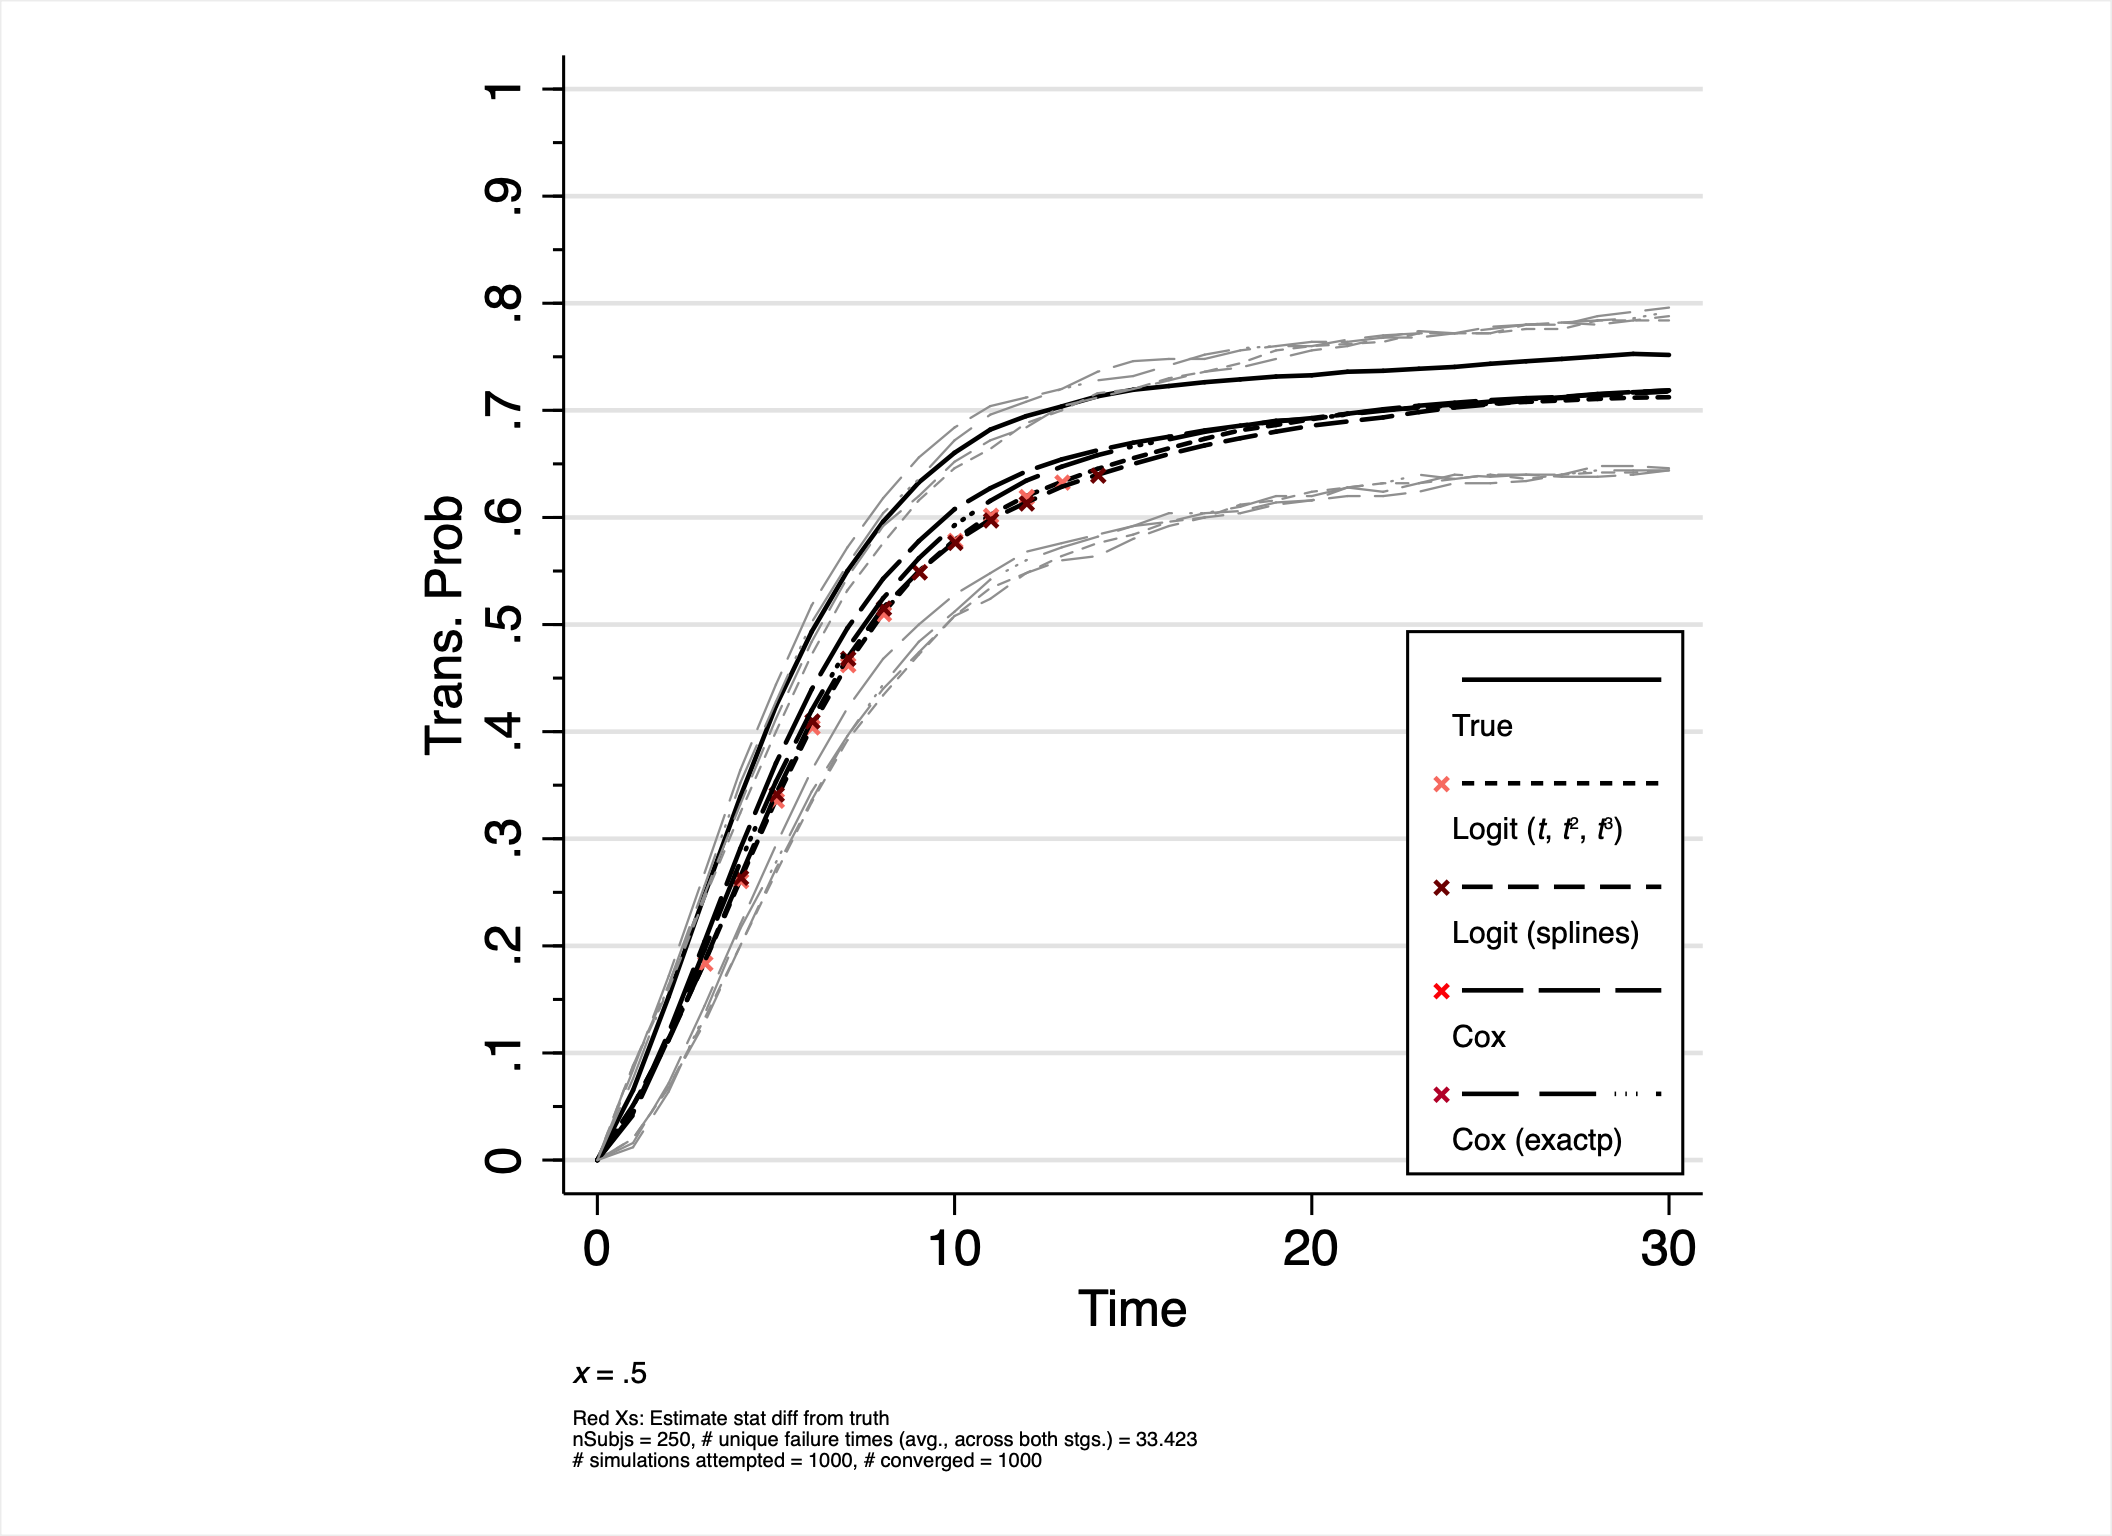 1
.9
.8
.7
.6
.5
.4
.3
.2
.1
0
Trans. Prob
True
Logit (t, t², t³)
Logit (splines)
Cox
Cox (exactp)
0 10 20 30
Time
x = .5
Red Xs: Estimate stat diff from truth
nSubjs = 250, # unique failure times (avg., across both stgs.) = 33.423
# simulations attempted = 1000, # converged = 1000